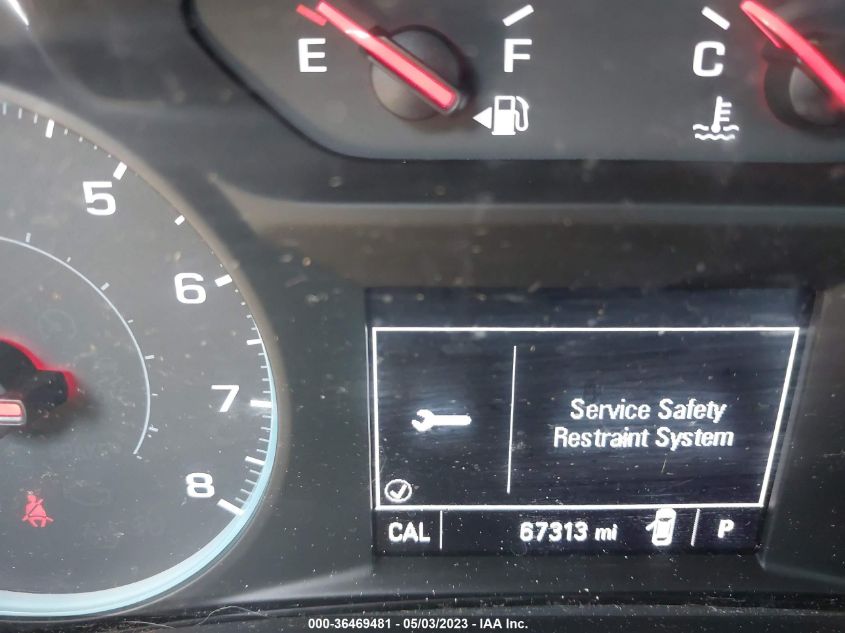 E F C
5
6
7
8
Service Safety
Restraint System
CAL 67313 mi P
000-36469481 - 05/03/2023 - IAA Inc.